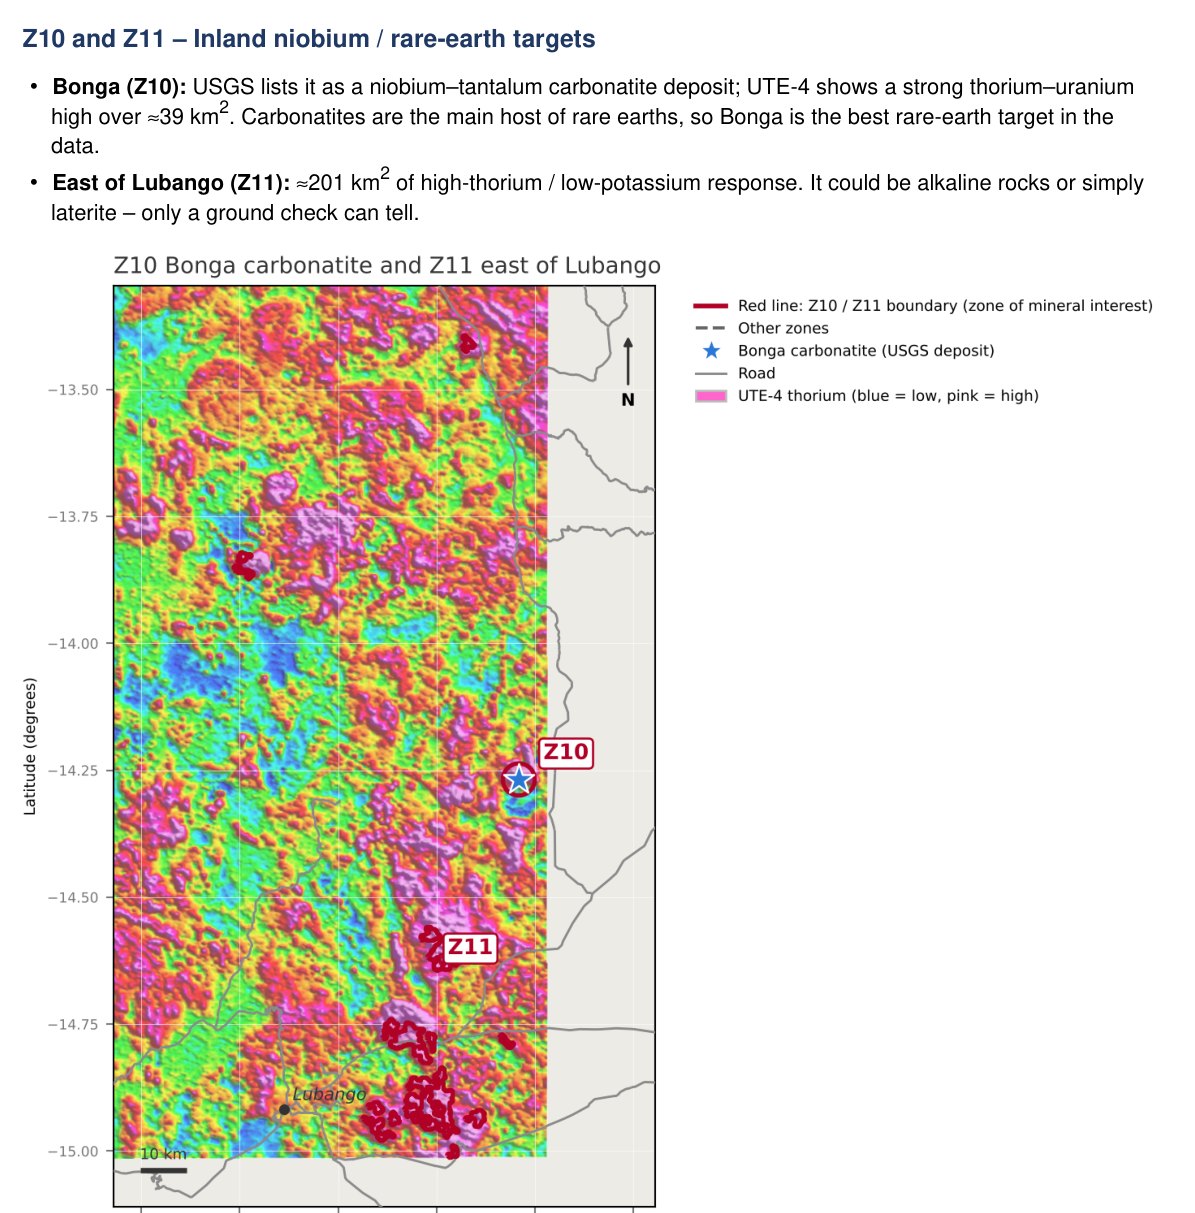 Z10 and Z11 – Inland niobium / rare-earth targets
• Bonga (Z10): USGS lists it as a niobium–tantalum carbonatite deposit; UTE-4 shows a strong thorium–uranium
high over ≈39 km2. Carbonatites are the main host of rare earths, so Bonga is the best rare-earth target in the
data.
• East of Lubango (Z11): ≈201 km2 of high-thorium / low-potassium response. It could be alkaline rocks or simply
laterite – only a ground check can tell.
Z10 Bonga carbonatite and Z11 east of Lubango
Red line: Z10 / Z11 boundary (zone of mineral interest)
Other zones
Bonga carbonatite (USGS deposit)
Road
UTE-4 thorium (blue = low, pink = high)
N
−13.50
−13.75
−14.00
−14.25
−14.50
−14.75
−15.00
Latitude (degrees)
Z10
Z11
Lubango
10 km